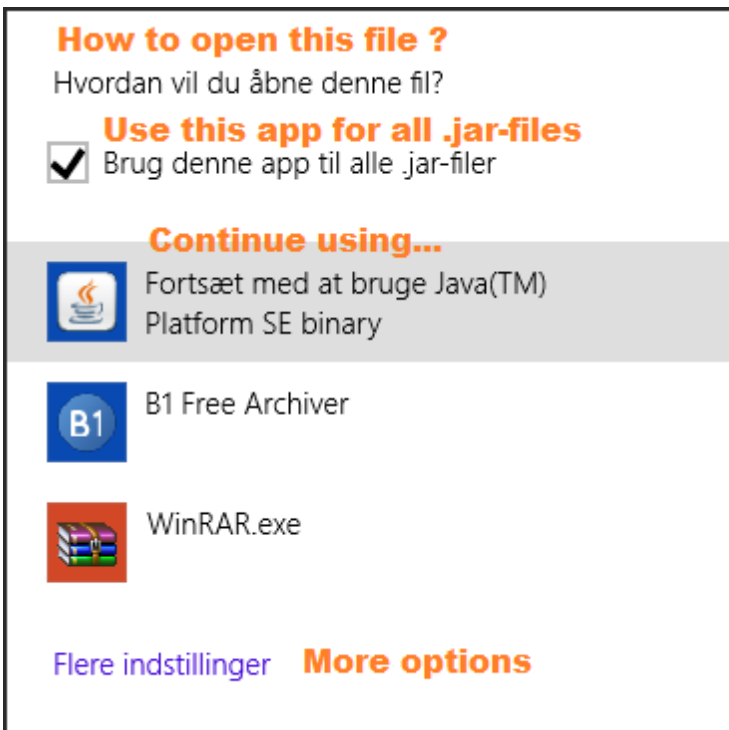 How to open this file ?
Hvordan vil du åbne denne fil?
Use this app for all .jar-files
Brug denne app til alle .jar-filer
Continue using...
Fortsæt med at bruge Java(TM)
Platform SE binary
B1
B1 Free Archiver
WinRAR.exe
Flere indstillinger More options